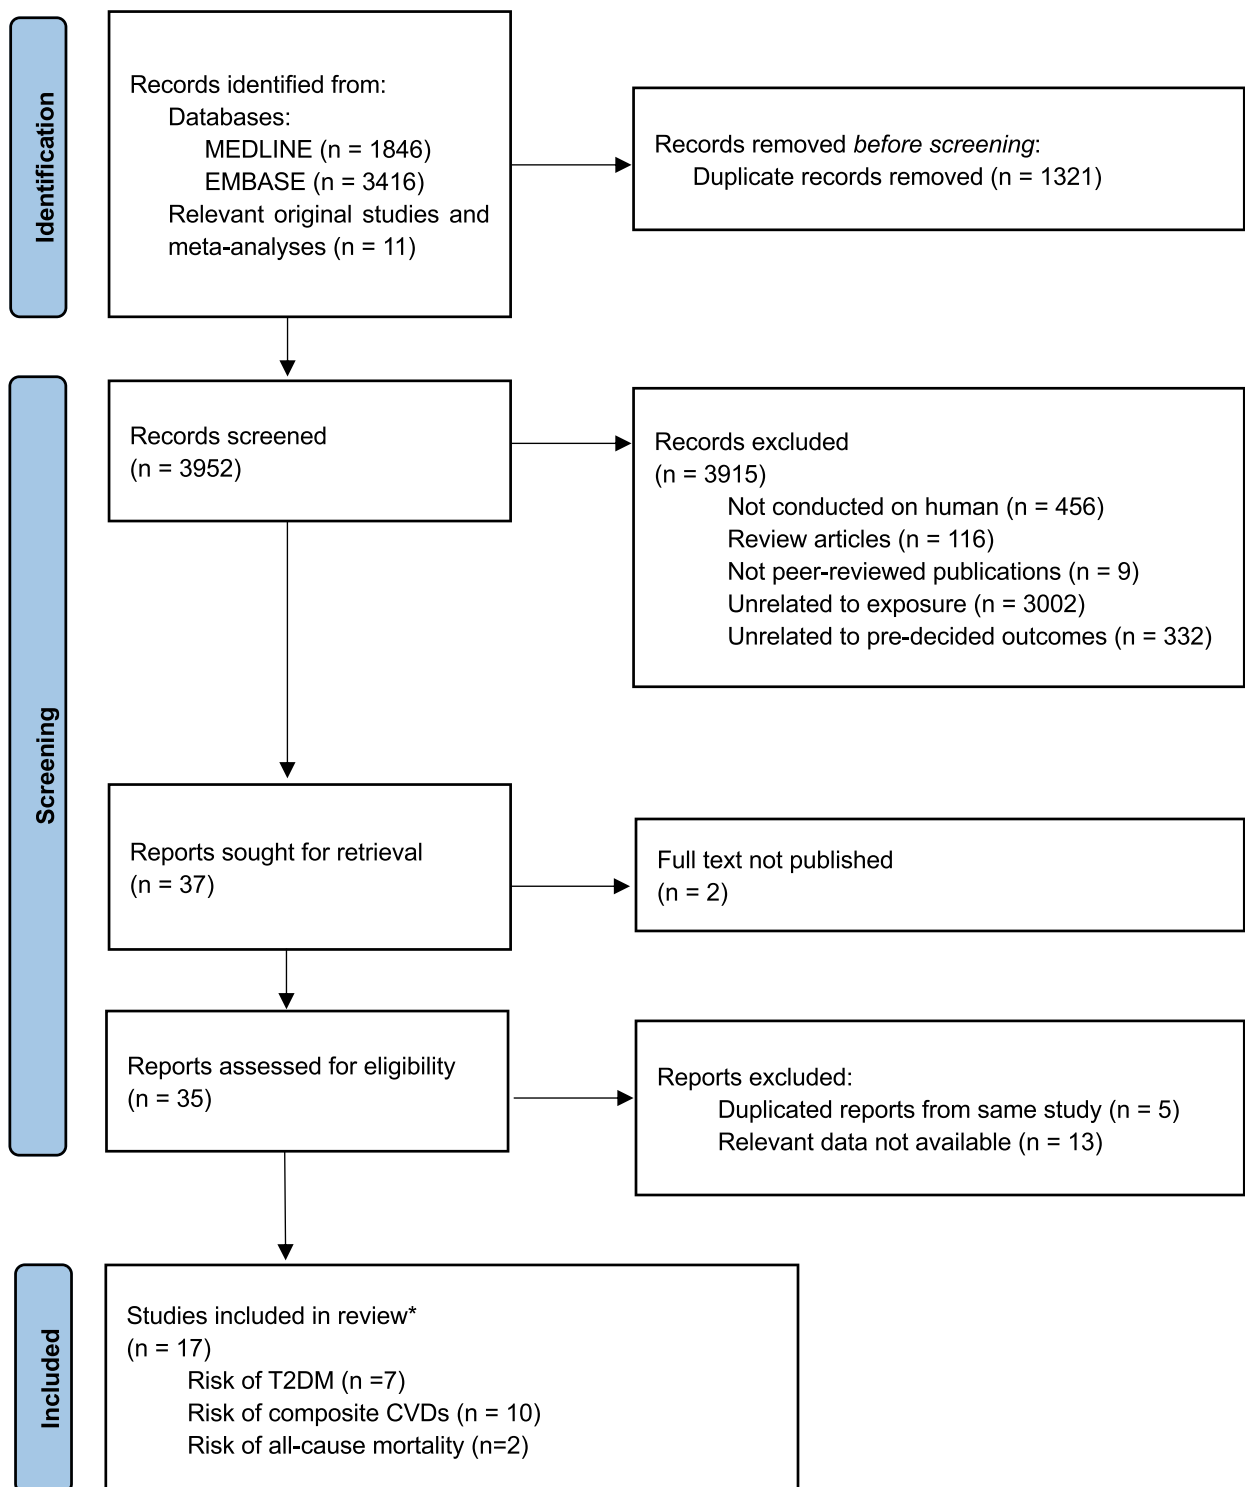 Identification
Records identified from:
Databases:
MEDLINE (n = 1846)
EMBASE (n = 3416)
Relevant original studies and
meta-analyses (n = 11)
Records removed before screening:
Duplicate records removed (n = 1321)
Screening
Records screened
(n = 3952)
Records excluded
(n = 3915)
Not conducted on human (n = 456)
Review articles (n = 116)
Not peer-reviewed publications (n = 9)
Unrelated to exposure (n = 3002)
Unrelated to pre-decided outcomes (n = 332)
Reports sought for retrieval
(n = 37)
Full text not published
(n = 2)
Reports assessed for eligibility
(n = 35)
Reports excluded:
Duplicated reports from same study (n = 5)
Relevant data not available (n = 13)
Included
Studies included in review*
(n = 17)
Risk of T2DM (n =7)
Risk of composite CVDs (n = 10)
Risk of all-cause mortality (n=2)